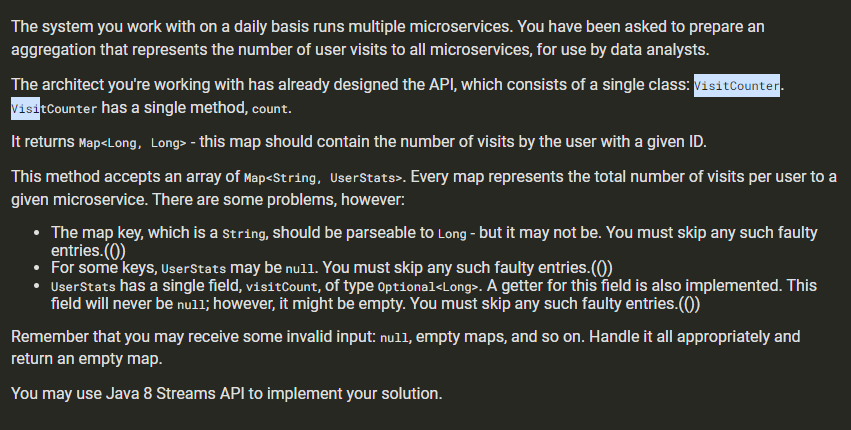 The system you work with on a daily basis runs multiple microservices. You have been asked to prepare an
aggregation that represents the number of user visits to all microservices, for use by data analysts.
The architect you're working with has already designed the API, which consists of a single class: VisitCounter.
VisitCounter has a single method, count.
It returns Map<Long, Long> - this map should contain the number of visits by the user with a given ID.
This method accepts an array of Map<String, UserStats>. Every map represents the total number of visits per user to a
given microservice. There are some problems, however:
• The map key, which is a String, should be parseable to Long - but it may not be. You must skip any such faulty
entries.(())
• For some keys, UserStats may be null. You must skip any such faulty entries.(())
• UserStats has a single field, visitCount, of type Optional<Long>. A getter for this field is also implemented. This
field will never be null; however, it might be empty. You must skip any such faulty entries.(())
Remember that you may receive some invalid input: null, empty maps, and so on. Handle it all appropriately and
return an empty map.
You may use Java 8 Streams API to implement your solution.